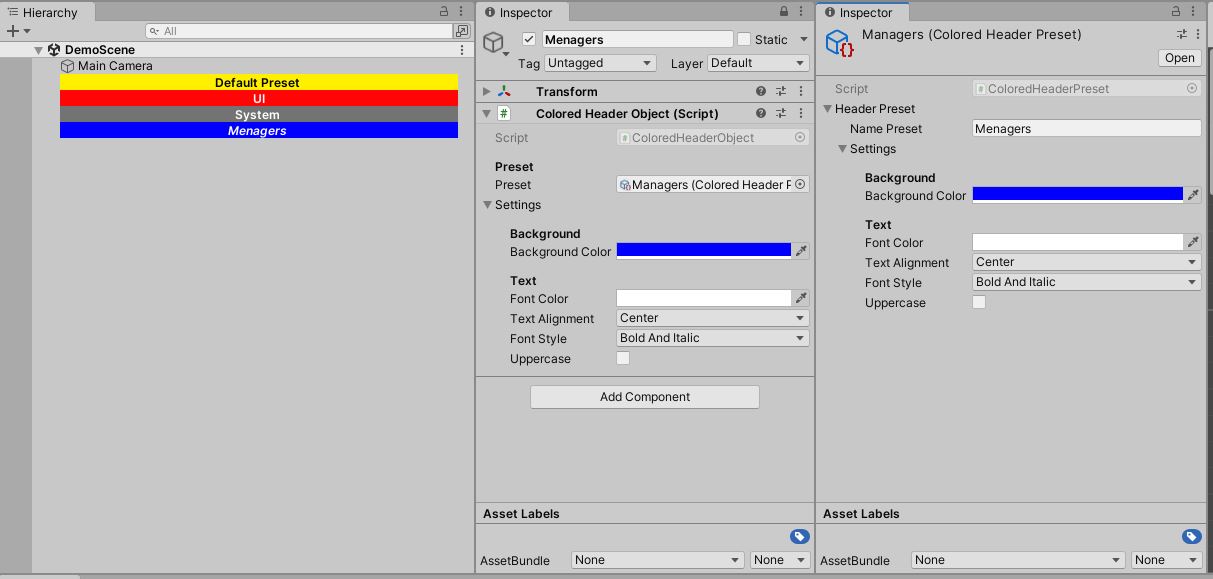 Hierarchy
All
DemoScene
Main Camera
Default Preset
UI
System
Menagers
Inspector
Menagers
Static
Tag Untagged Layer Default
Transform
# Colored Header Object (Script)
Script # ColoredHeaderObject
Preset
Preset Managers (Colored Header P
Settings
Background
Background Color
Text
Font Color
Text Alignment Center
Font Style Bold And Italic
Uppercase
Add Component
Asset Labels
AssetBundle None None
Inspector
Managers (Colored Header Preset)
Open
Script # ColoredHeaderPreset
Header Preset
Name Preset Menagers
Settings
Background
Background Color
Text
Font Color
Text Alignment Center
Font Style Bold And Italic
Uppercase
Asset Labels
AssetBundle None None